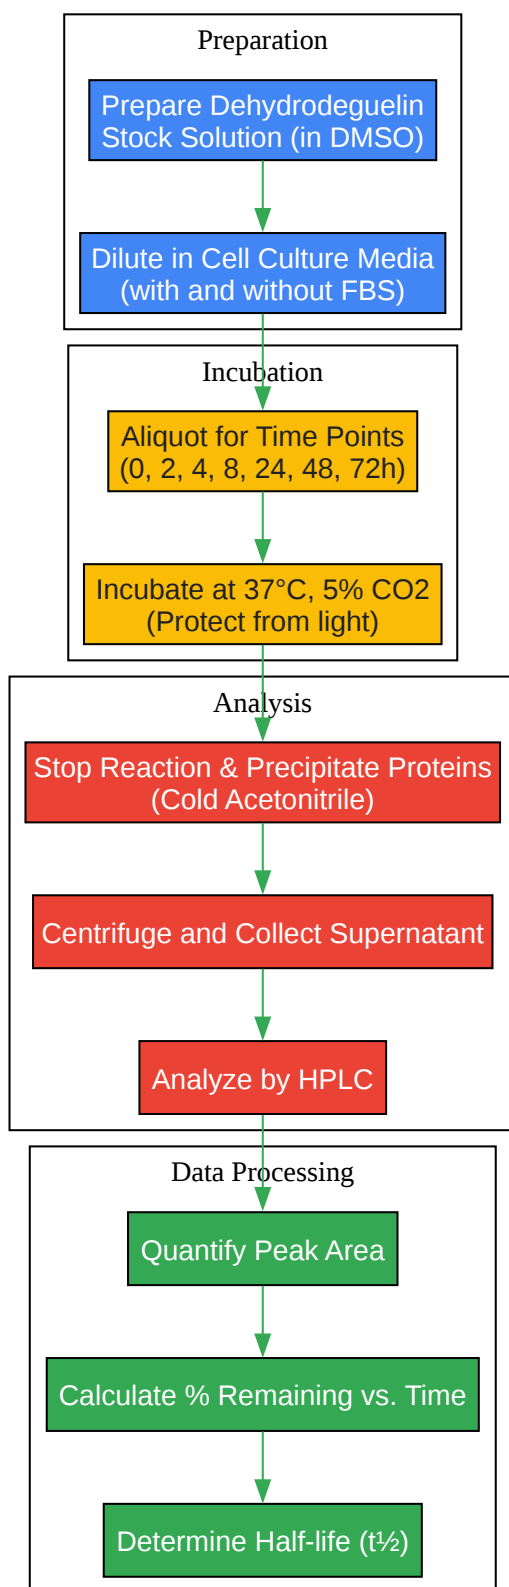 Preparation
Prepare Dehydrodeguelin
Stock Solution (in DMSO)
Dilute in Cell Culture Media
(with and without FBS)
Incubation
Aliquot for Time Points
(0, 2, 4, 8, 24, 48, 72h)
Incubate at 37°C, 5% CO2
(Protect from light)
Analysis
Stop Reaction & Precipitate Proteins
(Cold Acetonitrile)
Centrifuge and Collect Supernatant
Analyze by HPLC
Data Processing
Quantify Peak Area
Calculate % Remaining vs. Time
Determine Half-life (t½)